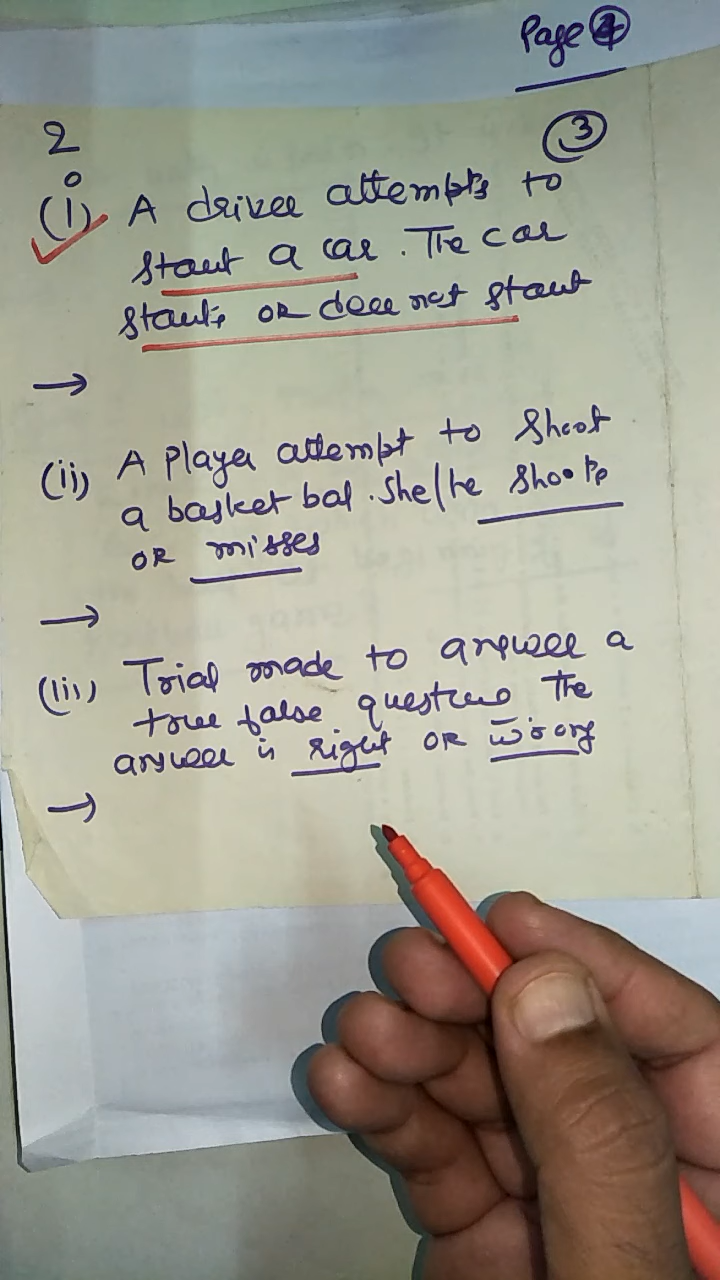 Page 4
3
2
(i) A driver attempts to
start a car. The car
starts OR does not start
→
(ii) A player attempt to shoot
a basket bal. She/he shoots
OR misses
→
(iii) Trial made to answer a
true false question The
answer is right OR wrong
→